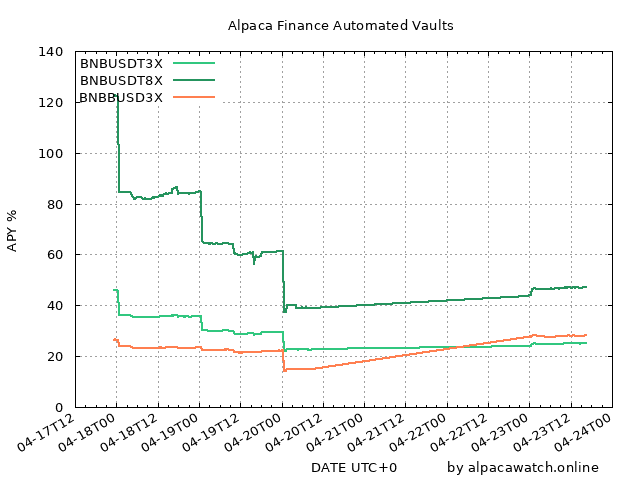 Alpaca Finance Automated Vaults
140
120
100
80
60
40
20
0
APY %
BNBUSDT3X
BNBUSDT8X
BNBBUSD3X
04-17T12
04-18T00
04-18T12
04-19T00
04-19T12
04-20T00
04-20T12
04-21T00
04-21T12
04-22T00
04-22T12
04-23T00
04-23T12
04-24T00
DATE UTC+0
by alpacawatch.online